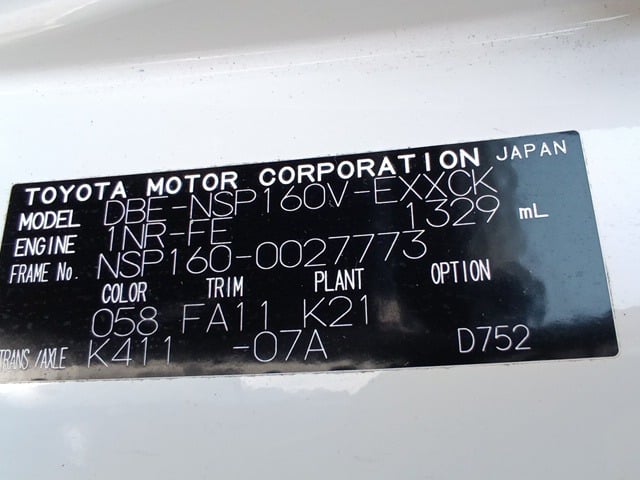 TOYOTA MOTOR CORPORATION JAPAN
MODEL DBE-NSP160V-EXXCK
ENGINE 1NR-FE 1329 mL
FRAME No. NSP160-0027773
COLOR TRIM PLANT OPTION
058 FA11 K21
TRANS/AXLE K411 -07A D752